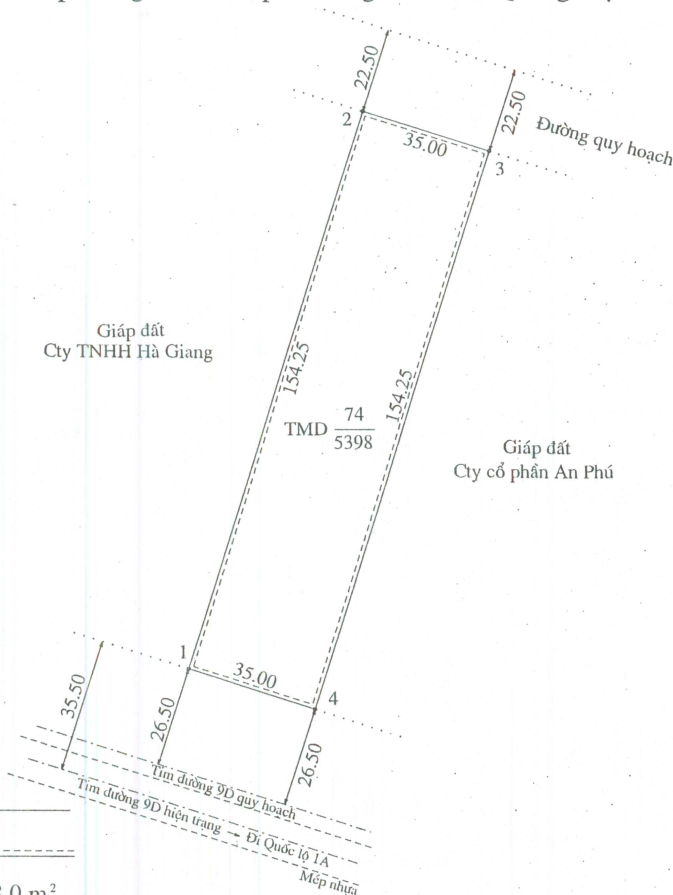 22.50
22.50
Đường quy hoạch
2
35.00
3
Giáp đất
Cty TNHH Hà Giang
154.25
154.25
TMD 74
5398
Giáp đất
Cty cổ phần An Phú
1
35.00
4
35.50
26.50
26.50
Tim đường 9D quy hoạch
Tim đường 9D hiện trạng → Đi Quốc lộ 1A
Mép nhựa
.0 m²